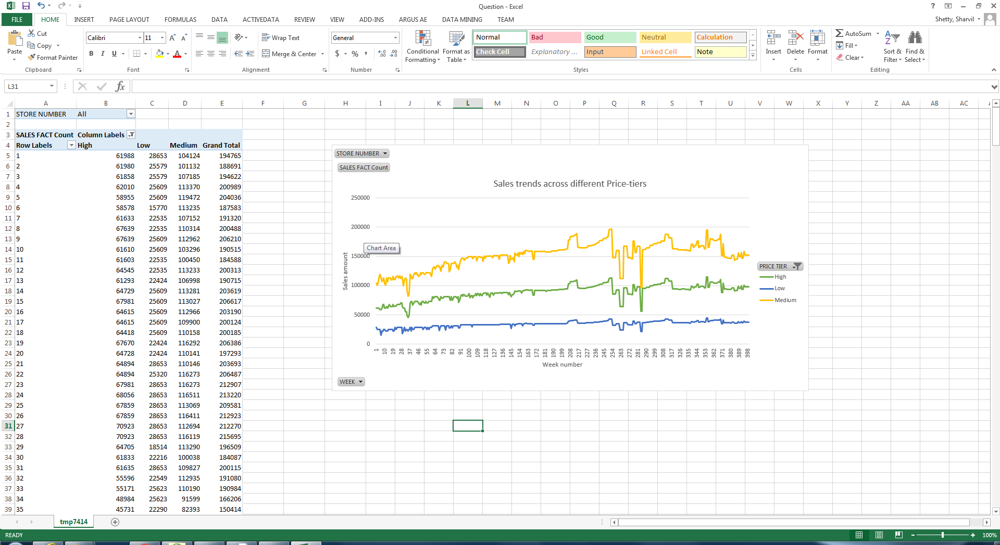 Question - Excel
FILE HOME INSERT PAGE LAYOUT FORMULAS DATA ACTIVEDATA REVIEW VIEW ADD-INS ARGUS AE DATA MINING TEAM Shetty, Sharvil
Paste
Cut
Copy
Format Painter
Clipboard
Calibri 11
B I U
Font
Wrap Text
Merge & Center
Alignment
General
$ % ,
Number
Conditional Formatting
Format as Table
Normal Bad Good Neutral Calculation
Check Cell Explanatory ... Input Linked Cell Note
Styles
Insert Delete Format
Cells
AutoSum
Fill
Clear
Sort & Filter
Find & Select
Editing
L31
fx
A B C D E F G H I J K L M N O P Q R S T U V W X Y Z AA AB AC
1 STORE NUMBER All
2
3 SALES FACT Count Column Labels
4 Row Labels High Low Medium Grand Total
5 1 61988 28653 104124 194765
6 2 61980 25579 101132 188691
7 3 61858 25579 107185 194622
8 4 62010 25609 113370 200989
9 5 58955 25609 119472 204036
10 6 58578 15770 113235 187583
11 7 61633 22535 107152 191320
12 8 67639 22535 110314 200488
13 9 67639 25609 112962 206210
14 10 61610 25609 103296 190515
15 11 61603 22535 100450 184588
16 12 64545 22535 113233 200313
17 13 61293 22424 106998 190715
18 14 64729 25609 113281 203619
19 15 67981 25609 113027 206617
20 16 64615 25609 112966 203190
21 17 64615 25609 109900 200124
22 18 64418 25609 110158 200185
23 19 67670 22424 116292 206386
24 20 64728 22424 110141 197293
25 21 64894 28653 110146 203693
26 22 64894 25320 116273 206487
27 23 67981 28653 116273 212907
28 24 68056 28653 116511 213220
29 25 67859 28653 113069 209581
30 26 67859 28653 116411 212923
31 27 70923 28653 112694 212270
32 28 70923 28653 116119 215695
33 29 64705 18514 113290 196509
34 30 61833 22216 100038 184087
35 31 61635 28653 109827 200115
36 32 55596 22549 112935 191080
37 33 55171 25623 110190 190984
38 34 48984 25623 91599 166206
39 35 45731 22290 82393 150414
STORE NUMBER
SALES FACT Count
Sales trends across different Price-tiers
250000
200000
150000
100000
50000
0
Chart Area
Sales amount
1 10 19 28 37 46 55 64 73 82 91 100 109 118 127 136 145 154 163 172 181 190 199 208 217 227 236 245 254 263 272 281 290 299 308 317 326 335 344 353 362 371 380 389 398
Week number
PRICE TIER
High
Low
Medium
WEEK
tmp7414
READY
100%